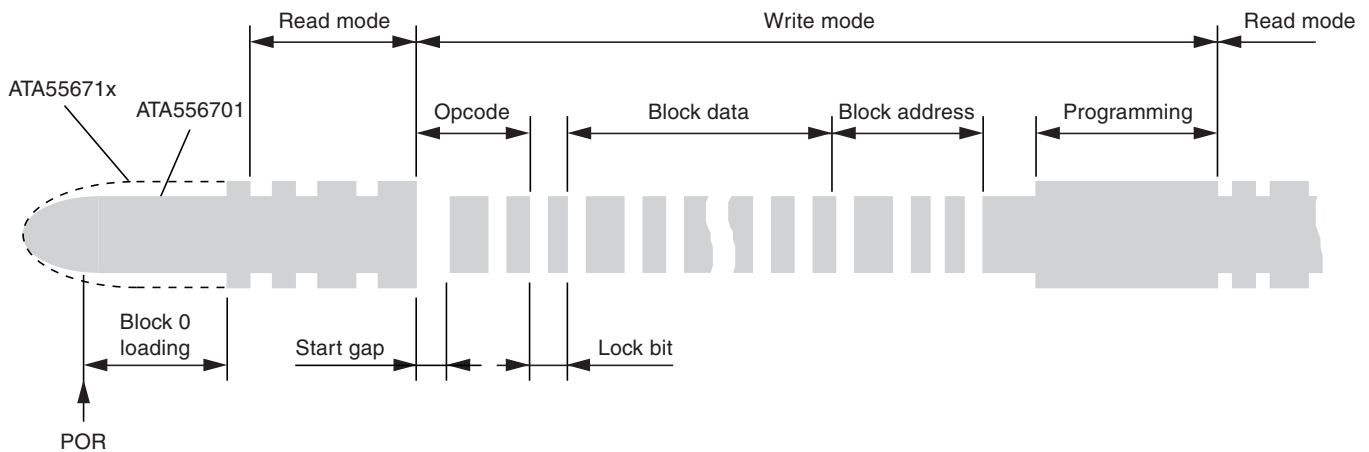 Read mode
Write mode
Read mode
ATA55671x
ATA556701
Opcode
Block data
Block address
Programming
Block 0
loading
Start gap
Lock bit
POR